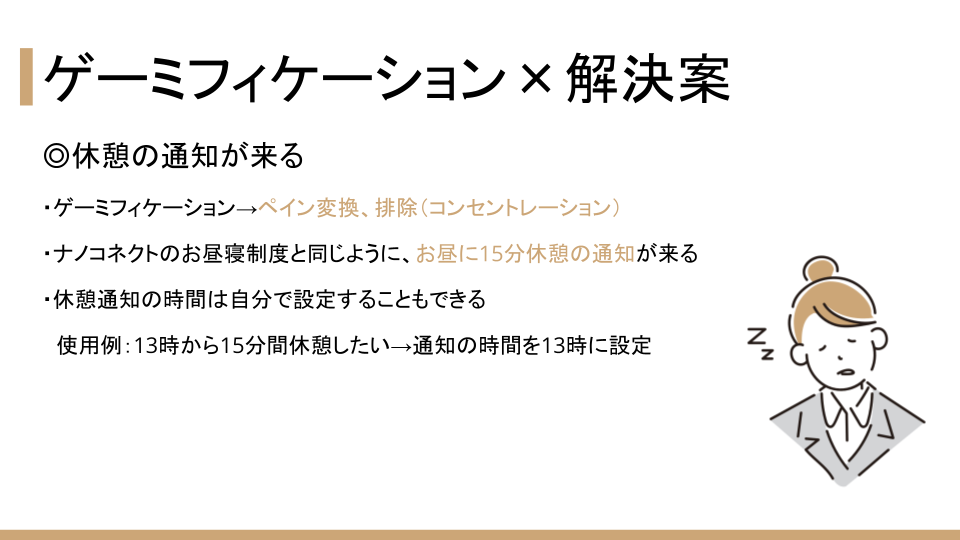 ゲーミフィケーション×解決案
◎休憩の通知が来る
・ゲーミフィケーション→ペイン変換、排除（コンセントレーション）
・ナノコネクトのお昼寝制度と同じように、お昼に15分休憩の通知が来る
・休憩通知の時間は自分で設定することもできる
使用例：13時から15分間休憩したい→通知の時間を13時に設定
Z
Z